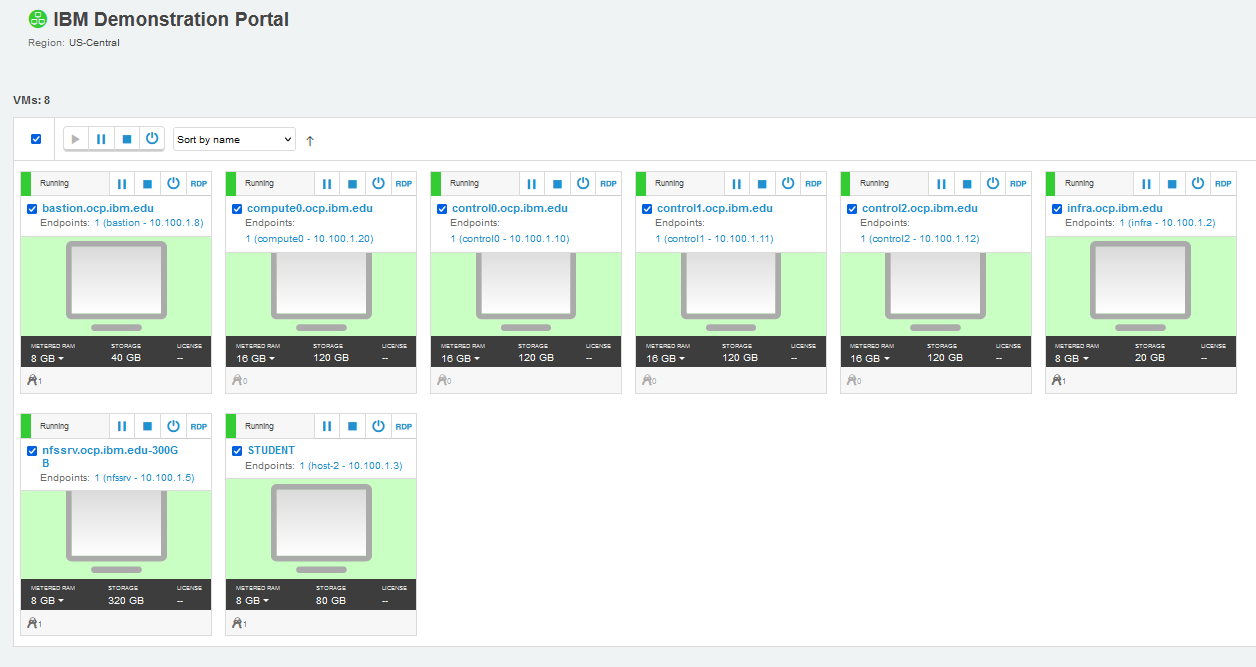 IBM Demonstration Portal
Region: US-Central
VMs: 8
Sort by name
Running RDP
bastion.ocp.ibm.edu
Endpoints: 1 (bastion - 10.100.1.8)
METERED RAM STORAGE LICENSE
8 GB 40 GB --
1
Running RDP
compute0.ocp.ibm.edu
Endpoints:
1 (compute0 - 10.100.1.20)
METERED RAM STORAGE LICENSE
16 GB 120 GB --
0
Running RDP
control0.ocp.ibm.edu
Endpoints:
1 (control0 - 10.100.1.10)
METERED RAM STORAGE LICENSE
16 GB 120 GB --
0
Running RDP
control1.ocp.ibm.edu
Endpoints:
1 (control1 - 10.100.1.11)
METERED RAM STORAGE LICENSE
16 GB 120 GB --
0
Running RDP
control2.ocp.ibm.edu
Endpoints:
1 (control2 - 10.100.1.12)
METERED RAM STORAGE LICENSE
16 GB 120 GB --
0
Running RDP
infra.ocp.ibm.edu
Endpoints: 1 (infra - 10.100.1.2)
METERED RAM STORAGE LICENSE
8 GB 20 GB --
1
Running RDP
nfssrv.ocp.ibm.edu-300G
B
Endpoints: 1 (nfssrv - 10.100.1.5)
METERED RAM STORAGE LICENSE
8 GB 320 GB --
1
Running RDP
STUDENT
Endpoints: 1 (host-2 - 10.100.1.3)
METERED RAM STORAGE LICENSE
8 GB 80 GB --
1